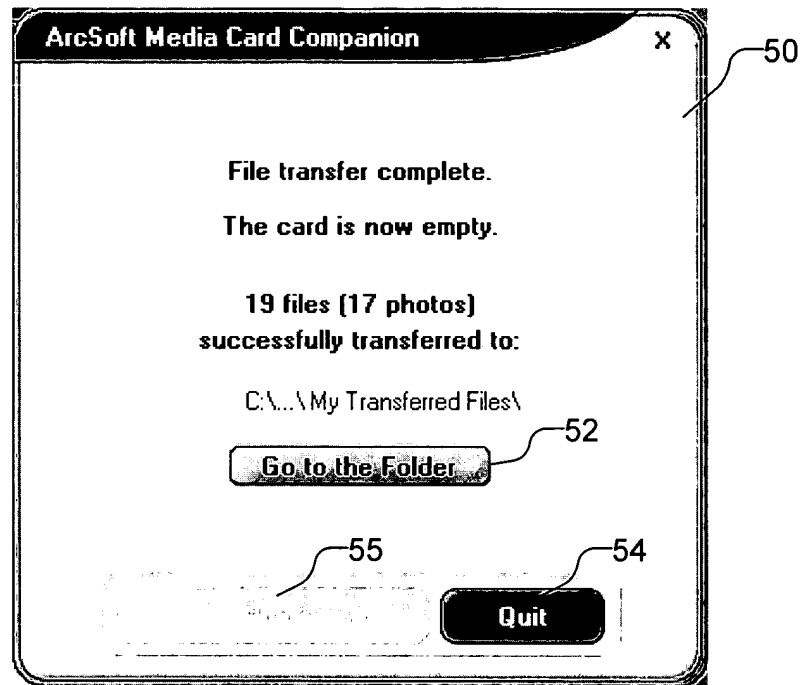 ArcSoft Media Card Companion
x
50
File transfer complete.
The card is now empty.
19 files (17 photos)
successfully transferred to:
C:\...\My Transferred Files\
52
Go to the Folder
55
54
Quit